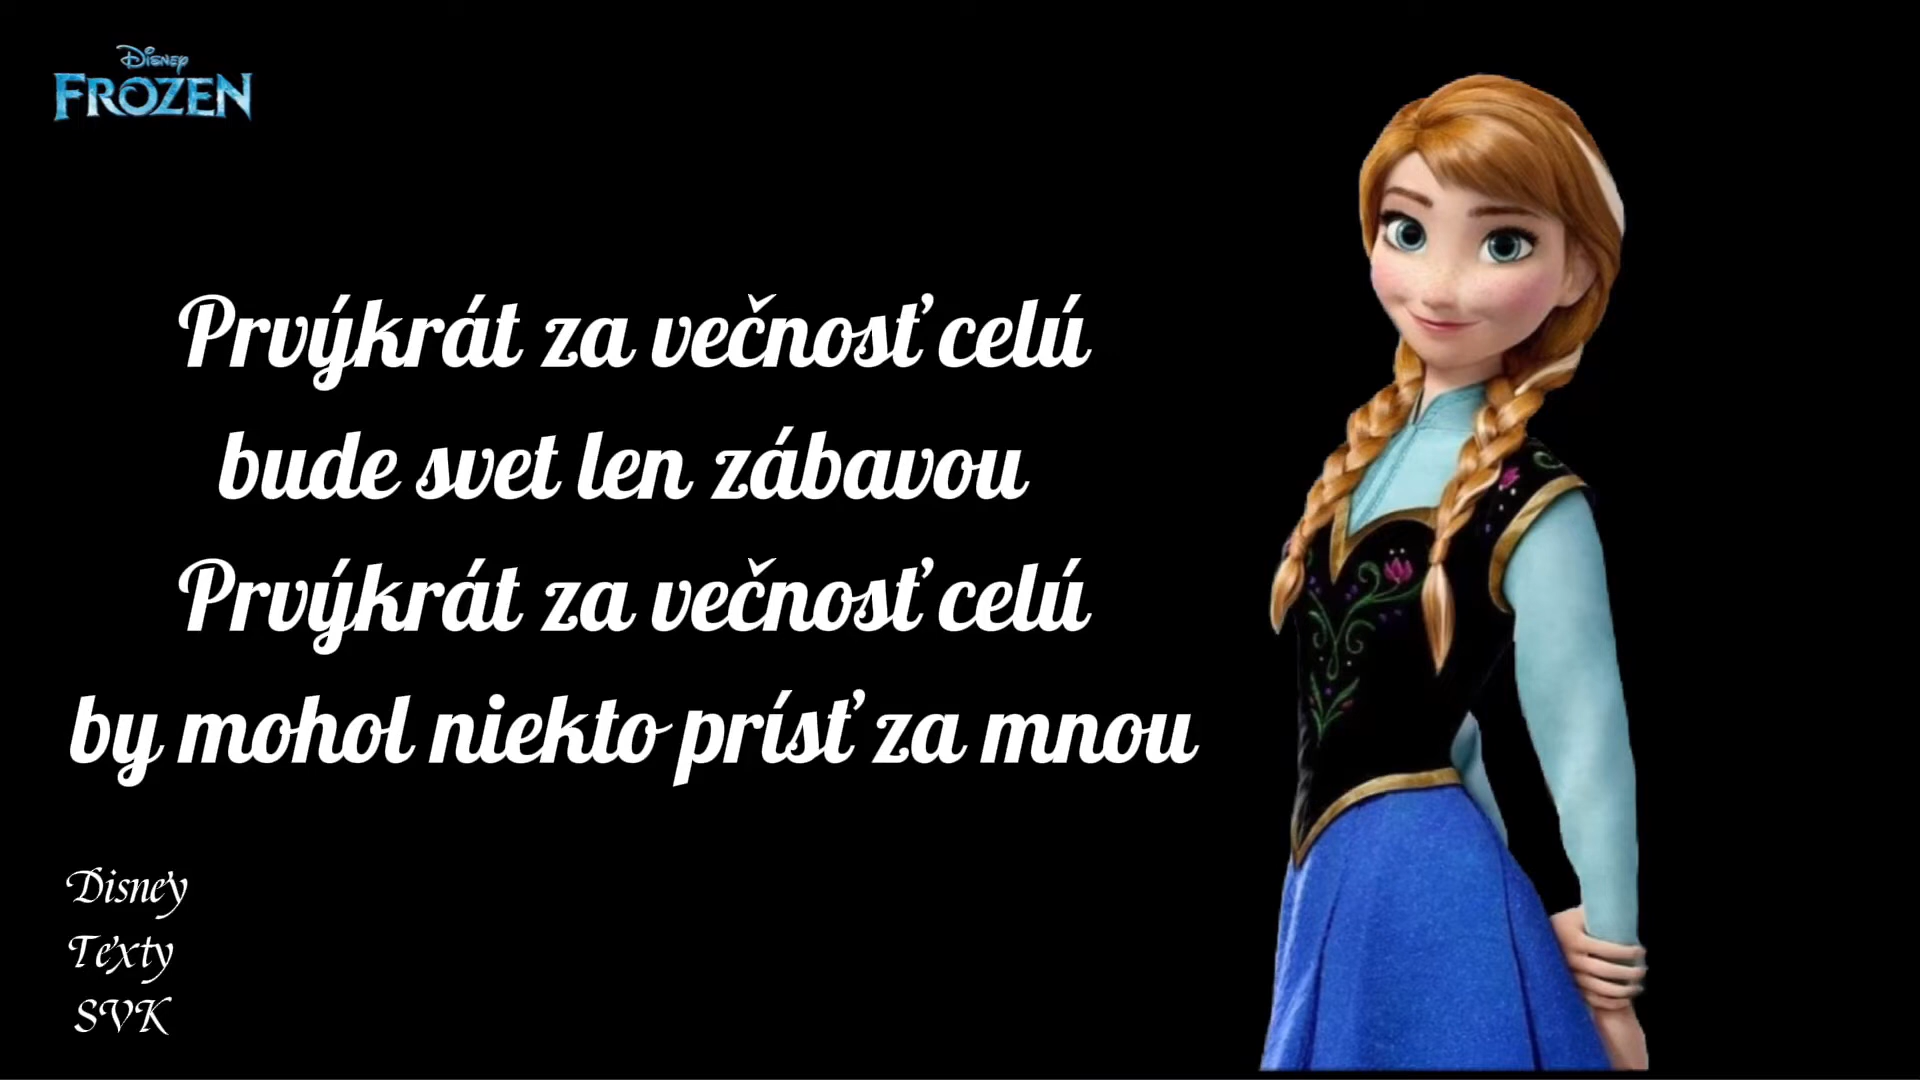 Disney
FROZEN
Prvýkrát za večnosť celú
bude svet len zábavou
Prvýkrát za večnosť celú
by mohol niekto prísť za mnou
Disney
Texty
SVK